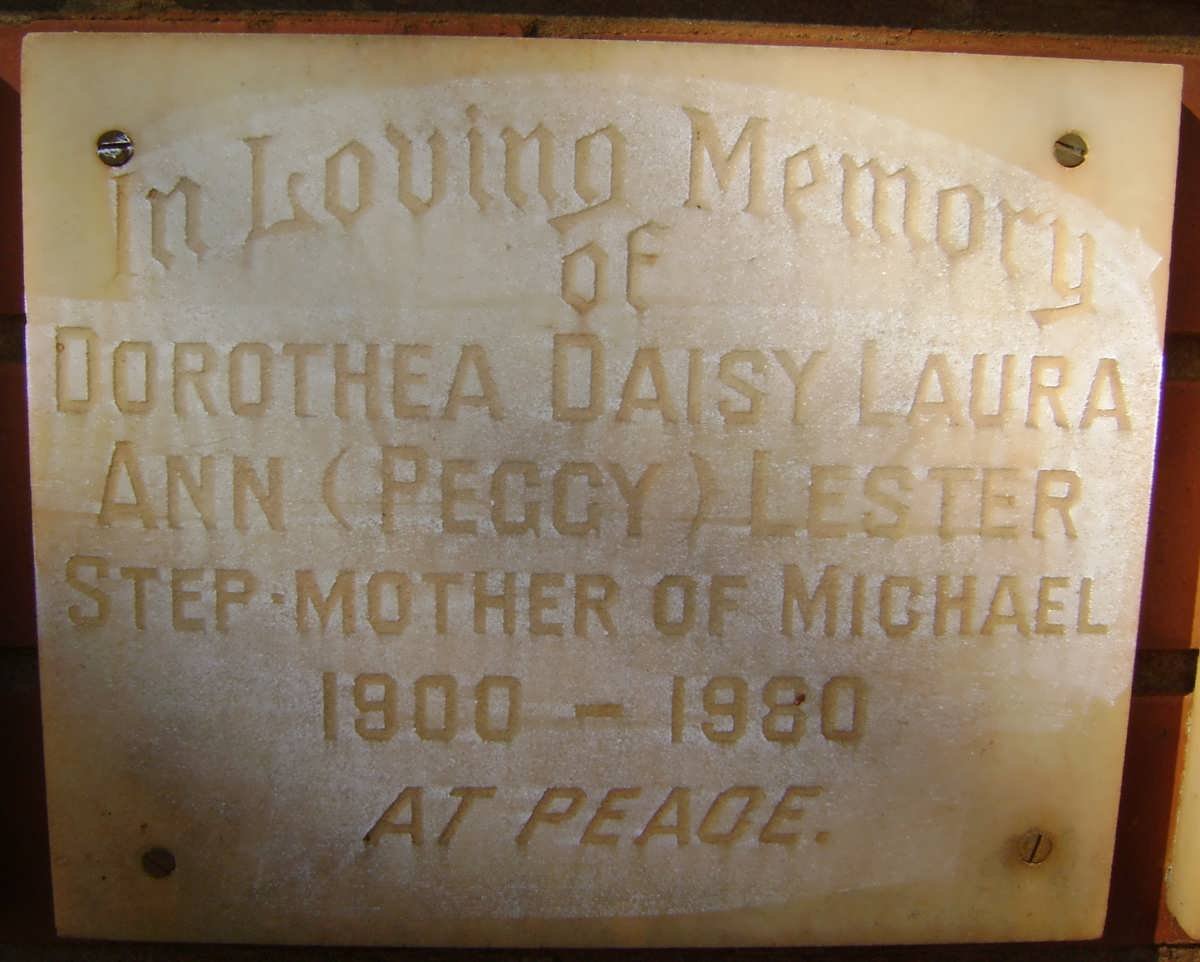 In Loving Memory
of
DOROTHEA DAISY LAURA
ANN (PEGGY) LESTER
STEP-MOTHER OF MICHAEL
1900 - 1980
AT PEACE.